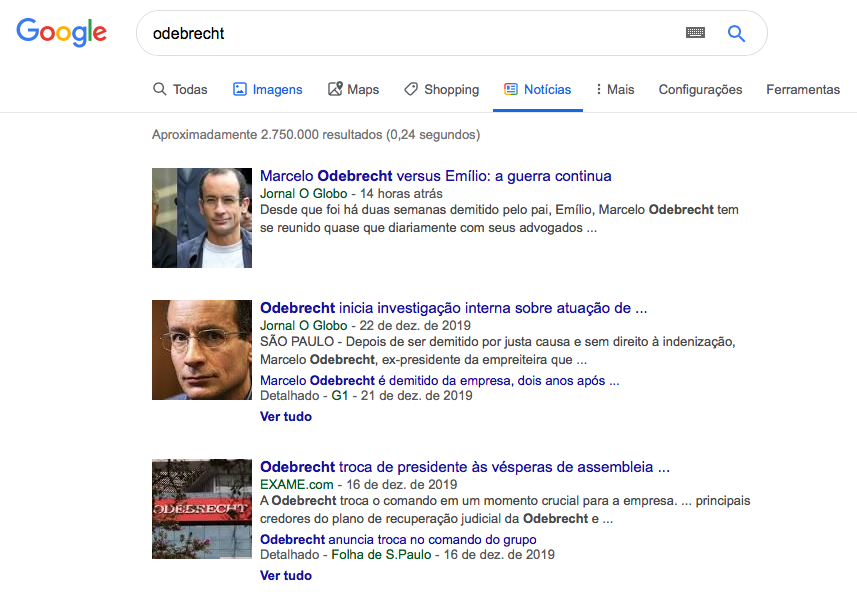 Google
odebrecht
Todas Imagens Maps Shopping Notícias Mais Configurações Ferramentas
Aproximadamente 2.750.000 resultados (0,24 segundos)
Marcelo Odebrecht versus Emílio: a guerra continua
Jornal O Globo - 14 horas atrás
Desde que foi há duas semanas demitido pelo pai, Emílio, Marcelo Odebrecht tem
se reunido quase que diariamente com seus advogados ...
Odebrecht inicia investigação interna sobre atuação de ...
Jornal O Globo - 22 de dez. de 2019
SÃO PAULO - Depois de ser demitido por justa causa e sem direito à indenização,
Marcelo Odebrecht, ex-presidente da empreiteira que ...
Marcelo Odebrecht é demitido da empresa, dois anos após ...
Detalhado - G1 - 21 de dez. de 2019
Ver tudo
Odebrecht troca de presidente às vésperas de assembleia ...
EXAME.com - 16 de dez. de 2019
A Odebrecht troca o comando em um momento crucial para a empresa. ... principais
credores do plano de recuperação judicial da Odebrecht e ...
ODEBRECHT
Odebrecht anuncia troca no comando do grupo
Detalhado - Folha de S.Paulo - 16 de dez. de 2019
Ver tudo